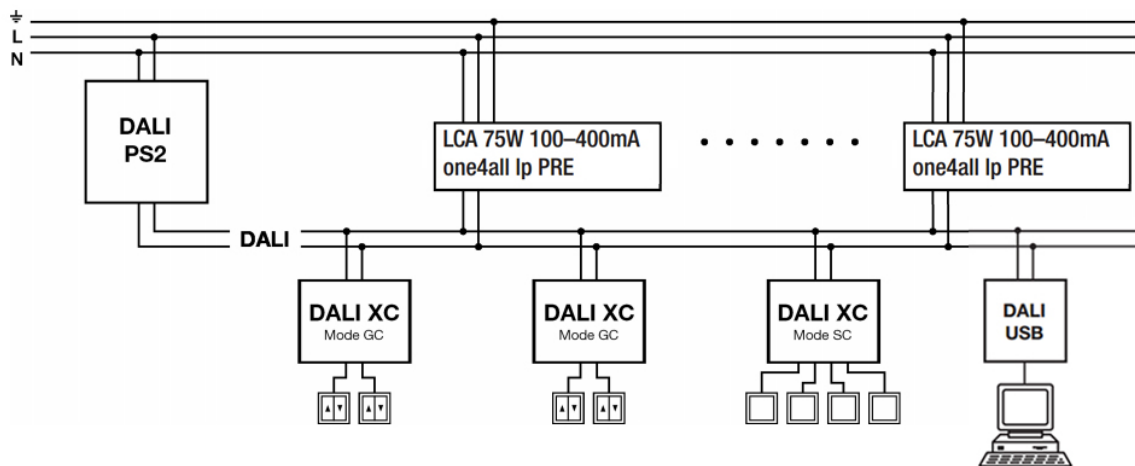 ⏚
L
N
DALI
PS2
LCA 75W 100–400mA
one4all lp PRE
LCA 75W 100–400mA
one4all lp PRE
DALI
DALI XC
Mode GC
DALI XC
Mode GC
DALI XC
Mode SC
DALI
USB